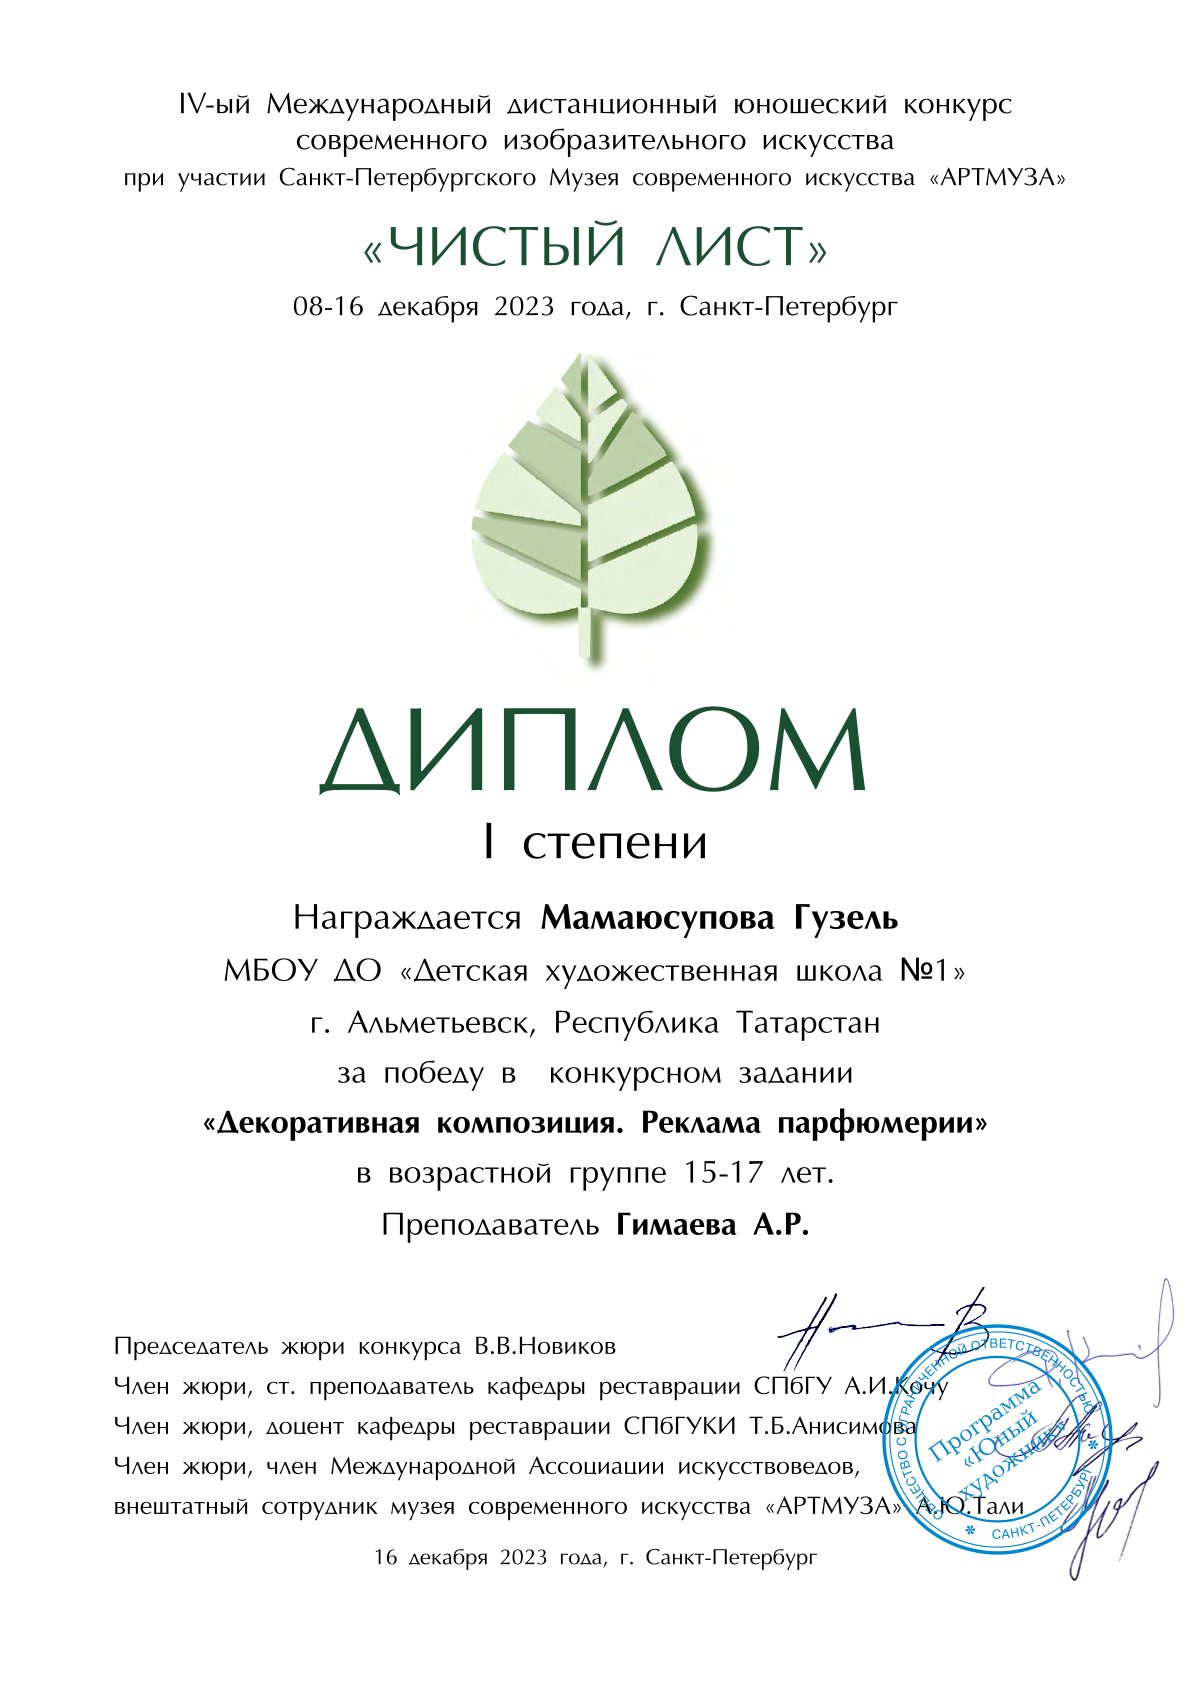 IV-ый Международный дистанционный юношеский конкурс
современного изобразительного искусства
при участии Санкт-Петербургского Музея современного искусства «АРТМУЗА»
«ЧИСТЫЙ ЛИСТ»
08-16 декабря 2023 года, г. Санкт-Петербург
ДИПЛОМ
I степени
Награждается Мамаюсупова Гузель
МБОУ ДО «Детская художественная школа №1»
г. Альметьевск, Республика Татарстан
за победу в конкурсном задании
«Декоративная композиция. Реклама парфюмерии»
в возрастной группе 15-17 лет.
Преподаватель Гимаева А.Р.
Председатель жюри конкурса В.В.Новиков
Член жюри, ст. преподаватель кафедры реставрации СПбГУ А.И.Кочу
Член жюри, доцент кафедры реставрации СПбГУКИ Т.Б.Анисимова
Член жюри, член Международной Ассоциации искусствоведов,
внештатный сотрудник музея современного искусства «АРТМУЗА» А.Ю.Тали
ОБЩЕСТВО С ОГРАНИЧЕННОЙ ОТВЕТСТВЕННОСТЬЮ
Программа
«Юный
художник»
САНКТ-ПЕТЕРБУРГ
16 декабря 2023 года, г. Санкт-Петербург